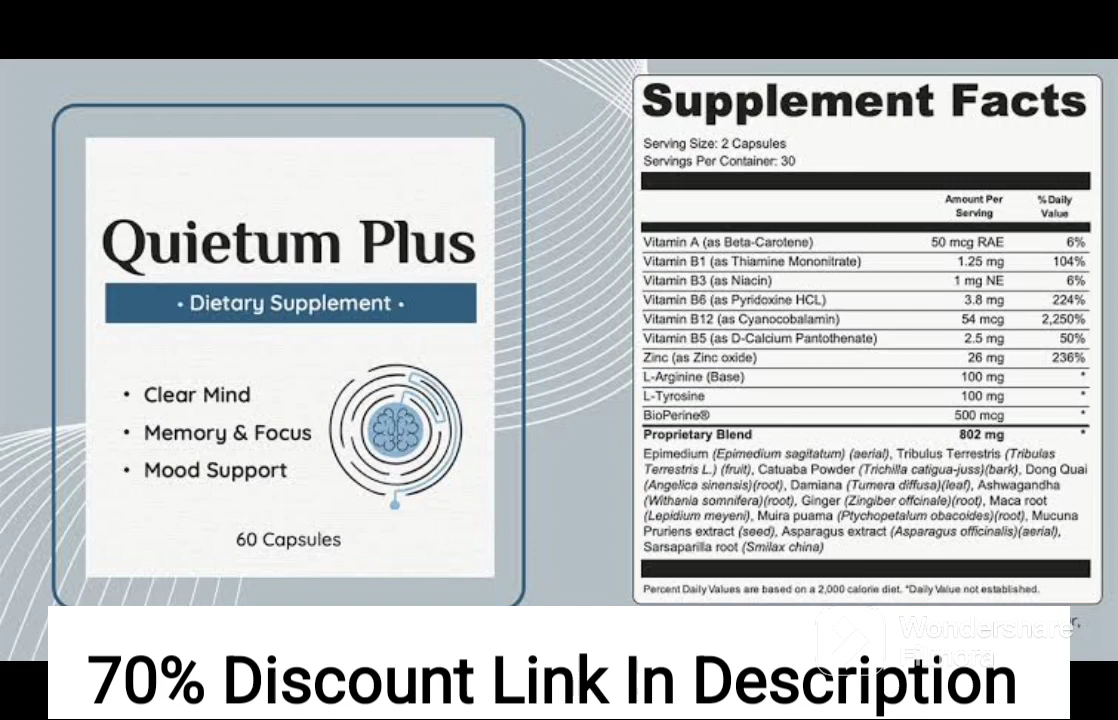 Quietum Plus
• Dietary Supplement •
• Clear Mind
• Memory & Focus
• Mood Support
60 Capsules
Supplement Facts
Serving Size: 2 Capsules
Servings Per Container: 30
Amount Per Serving
% Daily Value
Vitamin A (as Beta-Carotene) 50 mcg RAE 6%
Vitamin B1 (as Thiamine Mononitrate) 1.25 mg 104%
Vitamin B3 (as Niacin) 1 mg NE 6%
Vitamin B6 (as Pyridoxine HCL) 3.8 mg 224%
Vitamin B12 (as Cyanocobalamin) 54 mcg 2,250%
Vitamin B5 (as D-Calcium Pantothenate) 2.5 mg 50%
Zinc (as Zinc oxide) 26 mg 236%
L-Arginine (Base) 100 mg *
L-Tyrosine 100 mg *
BioPerine® 500 mcg *
Proprietary Blend 802 mg *
Epimedium (Epimedium sagitatum) (aerial), Tribulus Terrestris (Tribulas
Terrestris L.) (fruit), Catuaba Powder (Trichilla catigua-juss)(bark), Dong Quai
(Angelica sinensis)(root), Damiana (Tumera diffusa)(leaf), Ashwagandha
(Withania somnifera)(root), Ginger (Zingiber offcinale)(root), Maca root
(Lepidium meyeni), Muira puama (Ptychopetalum obacoides)(root), Mucuna
Pruriens extract (seed), Asparagus extract (Asparagus officinalis)(aerial),
Sarsaparilla root (Smilax china)
Percent Daily Values are based on a 2,000 calorie diet. *Daily Value not established.
Wondershare
Filmora
70% Discount Link In Description